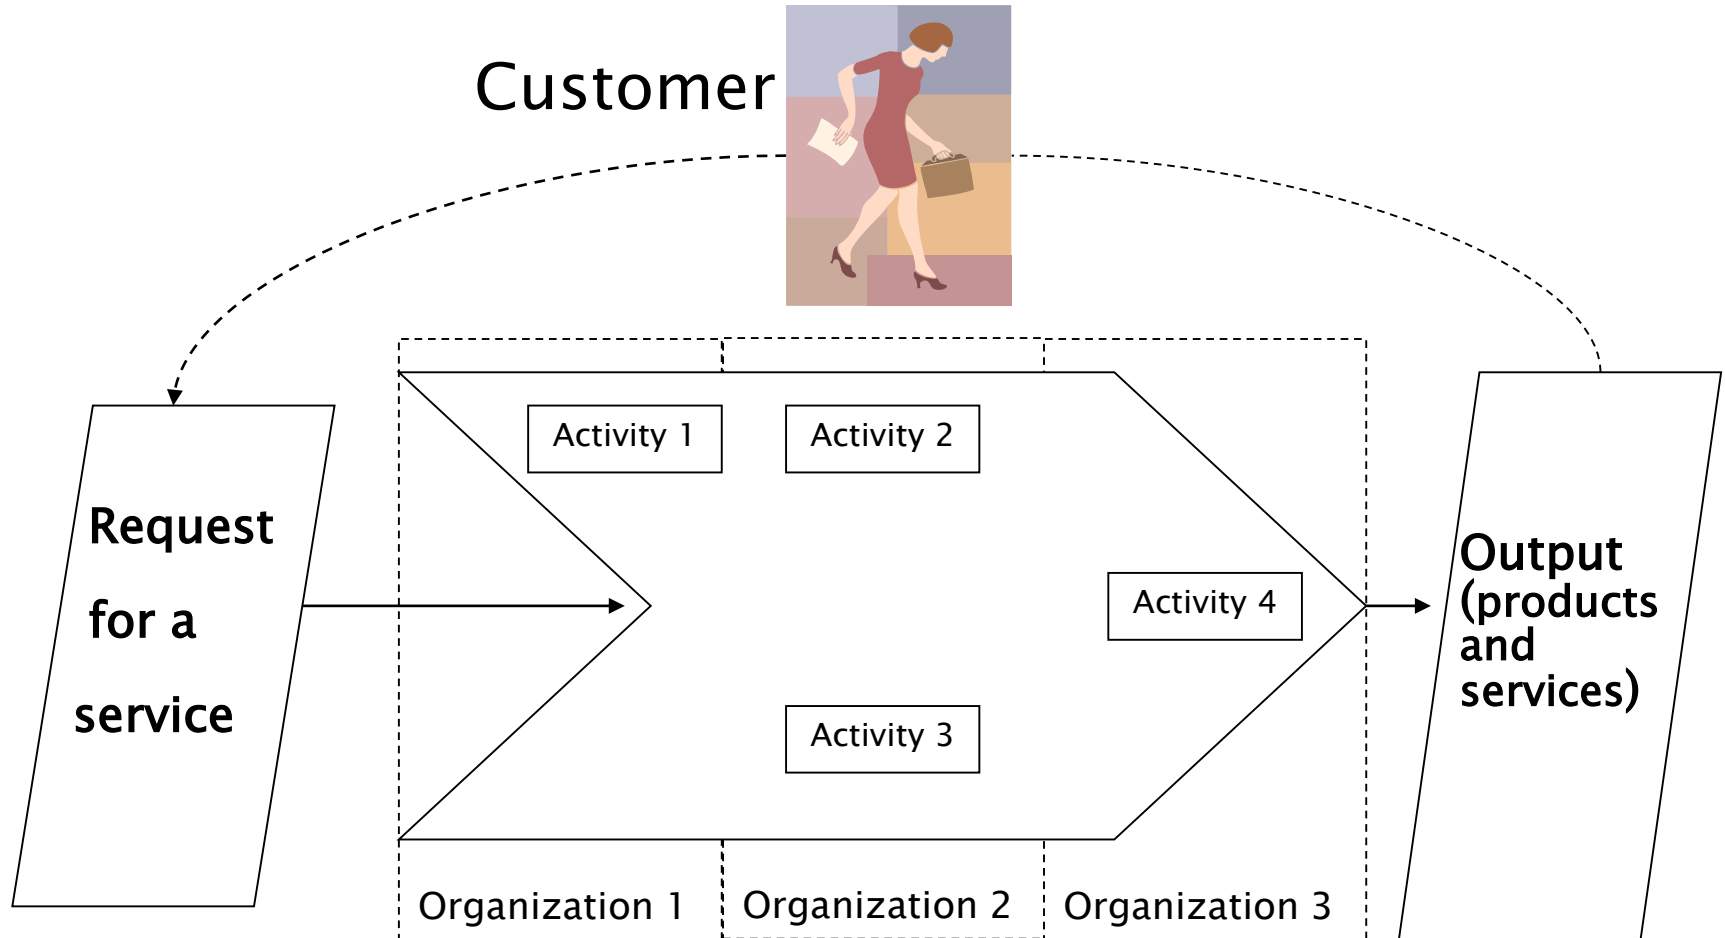 Customer
Activity 1
Activity 2
Request
for a
service
Activity 4
Output
(products
and
services)
Activity 3
Organization 1
Organization 2
Organization 3